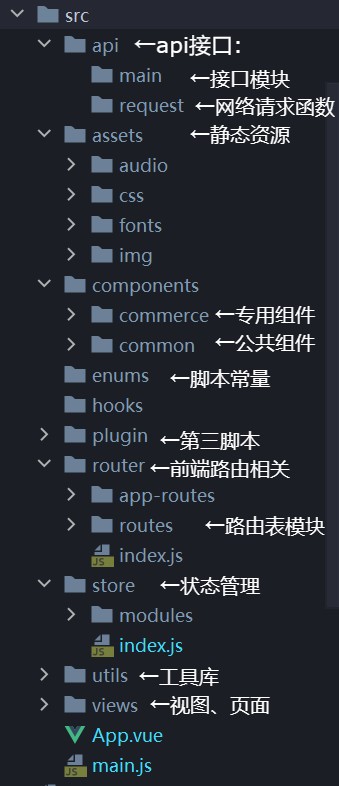 src
api ←api接口:
main ←接口模块
request ←网络请求函数
assets ←静态资源
audio
css
fonts
img
components
commerce ←专用组件
common ←公共组件
enums ←脚本常量
hooks
plugin ←第三脚本
router ←前端路由相关
app-routes
routes ←路由表模块
JS index.js
store ←状态管理
modules
JS index.js
utils ←工具库
views ←视图、页面
App.vue
JS main.js